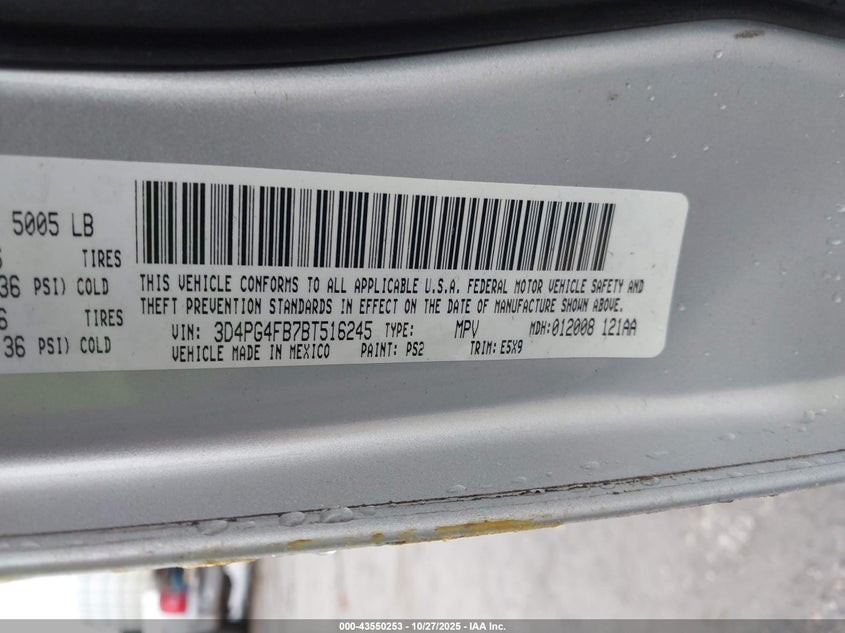 5005 LB
TIRES
36 PSI) COLD
TIRES
36 PSI) COLD
THIS VEHICLE CONFORMS TO ALL APPLICABLE U.S.A. FEDERAL MOTOR VEHICLE SAFETY AND
THEFT PREVENTION STANDARDS IN EFFECT ON THE DATE OF MANUFACTURE SHOWN ABOVE.
VIN: 3D4PG4FB7BT516245 TYPE: MPV MDH:012008 121AA
VEHICLE MADE IN MEXICO PAINT: PS2 TRIM: E5X9
000-43550253 - 10/27/2025 - IAA Inc.